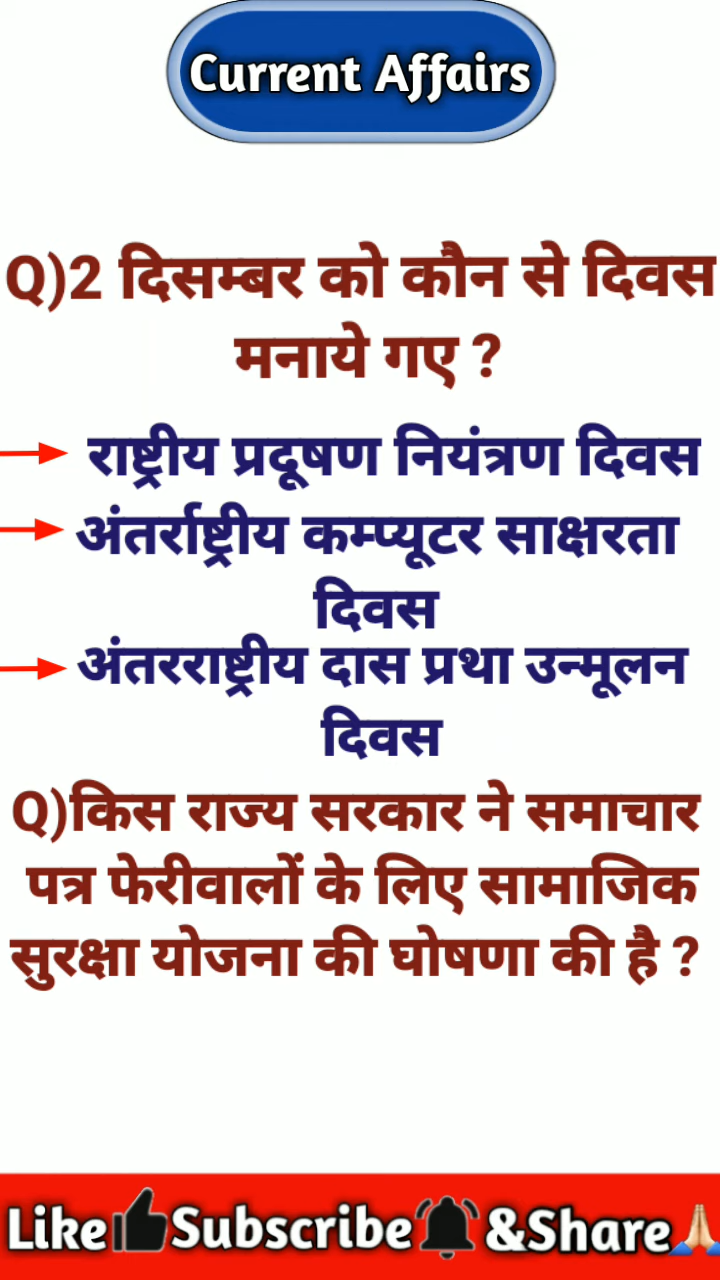 Current Affairs
Q)2 दिसम्बर को कौन से दिवस
मनाये गए ?
राष्ट्रीय प्रदूषण नियंत्रण दिवस
अंतर्राष्ट्रीय कम्प्यूटर साक्षरता
दिवस
अंतरराष्ट्रीय दास प्रथा उन्मूलन
दिवस
Q)किस राज्य सरकार ने समाचार
पत्र फेरीवालों के लिए सामाजिक
सुरक्षा योजना की घोषणा की है ?
Like Subscribe &Share